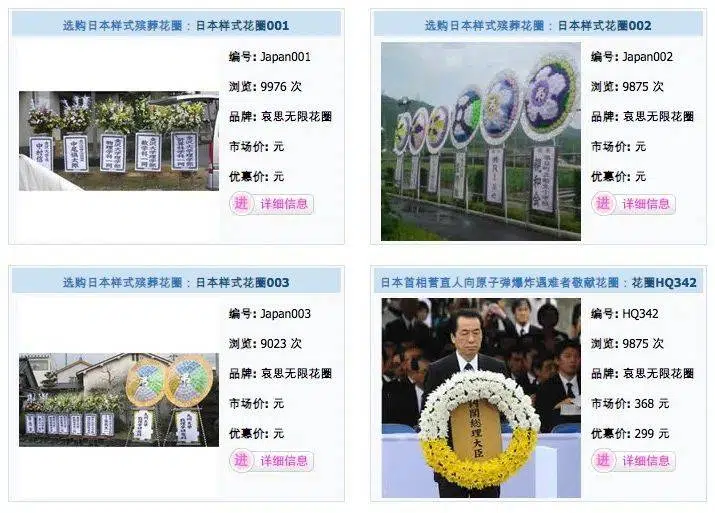 选购日本样式殡葬花圈：日本样式花圈001
编号: Japan001
浏览: 9976 次
品牌: 哀思无限花圈
市场价: 元
优惠价: 元
进 详细信息
选购日本样式殡葬花圈：日本样式花圈002
编号: Japan002
浏览: 9875 次
品牌: 哀思无限花圈
市场价: 元
优惠价: 元
进 详细信息
选购日本样式殡葬花圈：日本样式花圈003
编号: Japan003
浏览: 9023 次
品牌: 哀思无限花圈
市场价: 元
优惠价: 元
进 详细信息
日本首相菅直人向原子弹爆炸遇难者敬献花圈：花圈HQ342
内閣総理大臣
编号: HQ342
浏览: 9875 次
品牌: 哀思无限花圈
市场价: 368 元
优惠价: 299 元
进 详细信息